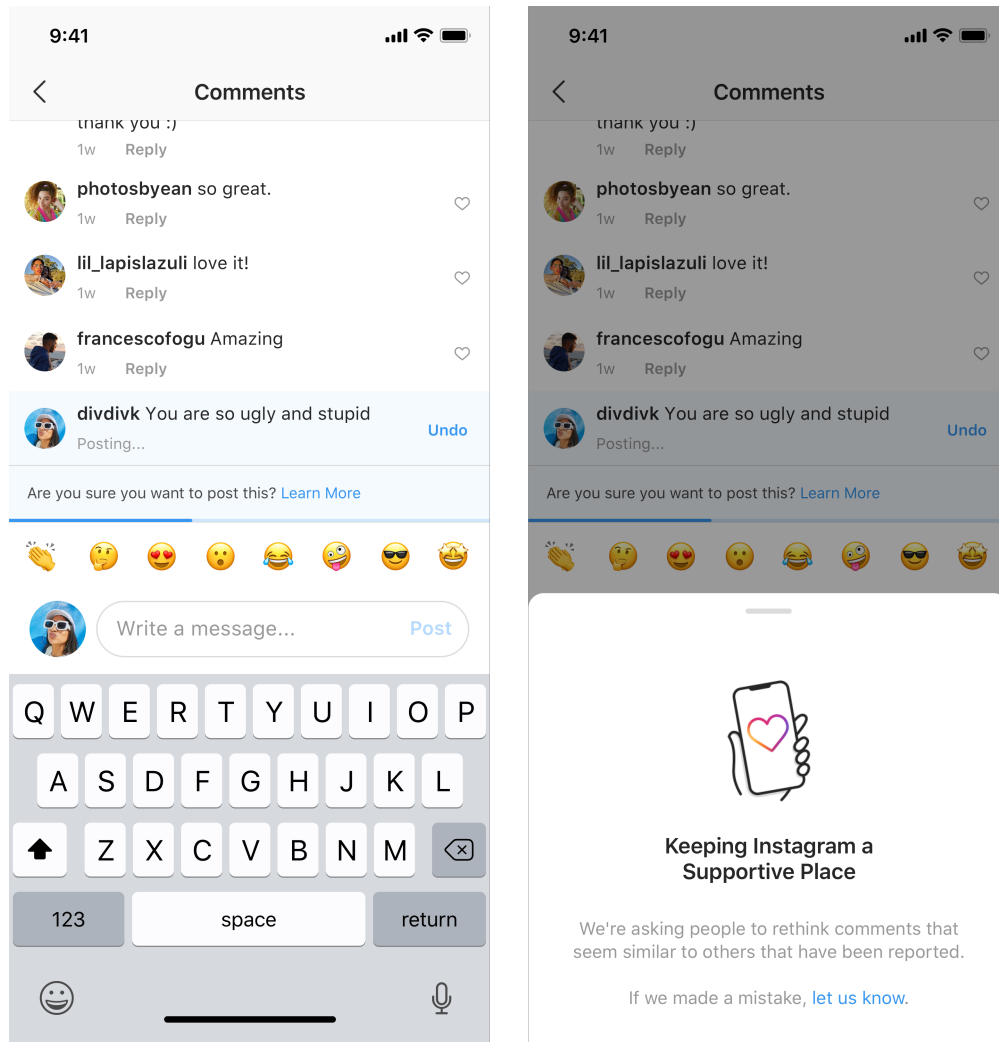 9:41
Comments
thank you :)
1w Reply
photosbyean so great.
1w Reply
lil_lapislazuli love it!
1w Reply
francescofogu Amazing
1w Reply
divdivk You are so ugly and stupid
Posting...
Undo
Are you sure you want to post this? Learn More
Write a message... Post
Q W E R T Y U I O P
A S D F G H J K L
Z X C V B N M
123 space return
9:41
Comments
thank you :)
1w Reply
photosbyean so great.
1w Reply
lil_lapislazuli love it!
1w Reply
francescofogu Amazing
1w Reply
divdivk You are so ugly and stupid
Posting...
Undo
Are you sure you want to post this? Learn More
Keeping Instagram a
Supportive Place
We're asking people to rethink comments that
seem similar to others that have been reported.
If we made a mistake, let us know.